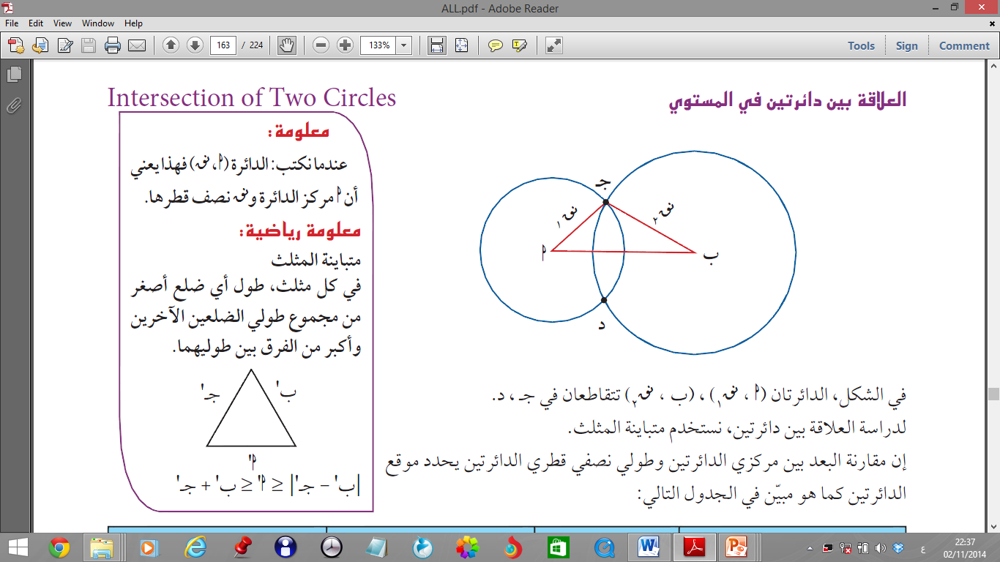 ALL.pdf - Adobe Reader
File Edit View Window Help
163 / 224 133% Tools Sign Comment
العلاقة بين دائرتين في المستوي
Intersection of Two Circles
معلومة:
عندما نكتب: الدائرة (م، نق) فهذا يعني
أن م مركز الدائرة ونق نصف قطرها.
معلومة رياضية:
متباينة المثلث
في كل مثلث، طول أي ضلع أصغر
من مجموع طولي الضلعين الآخرين
وأكبر من الفرق بين طوليهما.
جـ' ب'
م'
|ب' – جـ'| ≤ م' ≤ ب' + جـ'
جـ
نق١ نق٢
م ب
د
في الشكل، الدائرتان (م ، نق١) ، (ب ، نق٢) تتقاطعان في جـ ، د.
لدراسة العلاقة بين دائرتين، نستخدم متباينة المثلث.
إن مقارنة البعد بين مركزي الدائرتين وطولي نصفي قطري الدائرتين يحدد موقع
الدائرتين كما هو مبيّن في الجدول التالي:
ع 22:37
02/11/2014